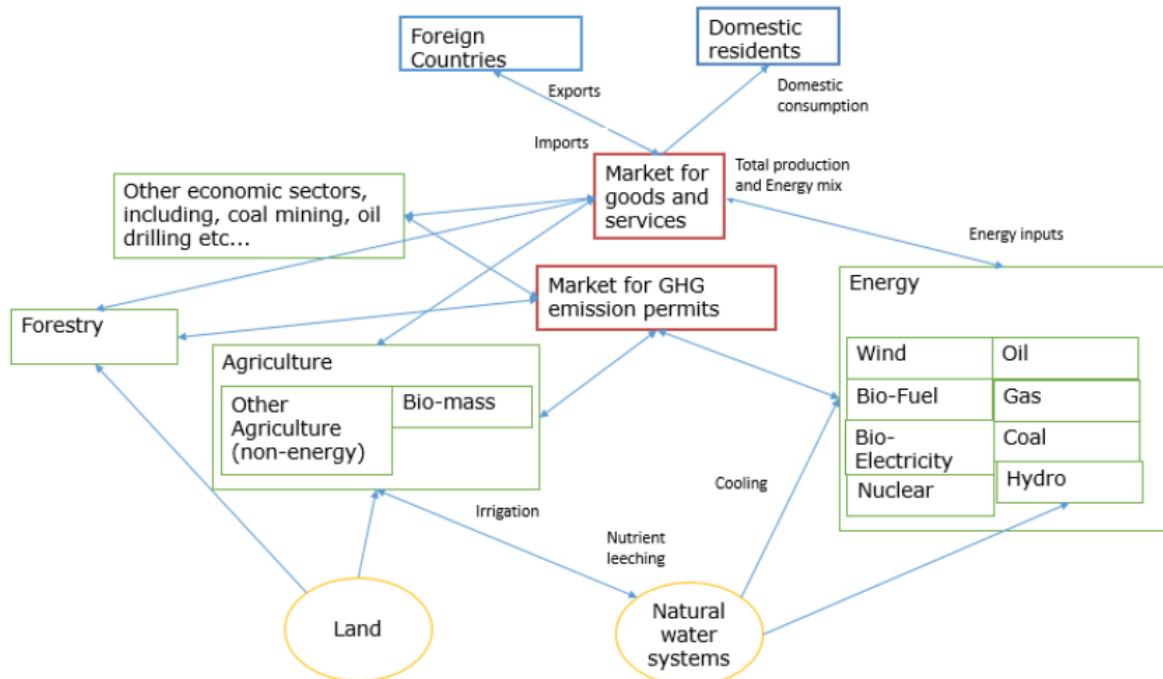 Foreign
Countries
Domestic
residents
Exports
Domestic
consumption
Imports
Market for
goods and
services
Total production
and Energy mix
Other economic sectors,
including, coal mining, oil
drilling etc...
Energy inputs
Market for GHG
emission permits
Energy
Forestry
Agriculture
Wind
Oil
Other
Agriculture
(non-energy)
Bio-mass
Bio-Fuel
Gas
Bio-
Electricity
Coal
Nuclear
Hydro
Cooling
Irrigation
Nutrient
leeching
Land
Natural
water
systems